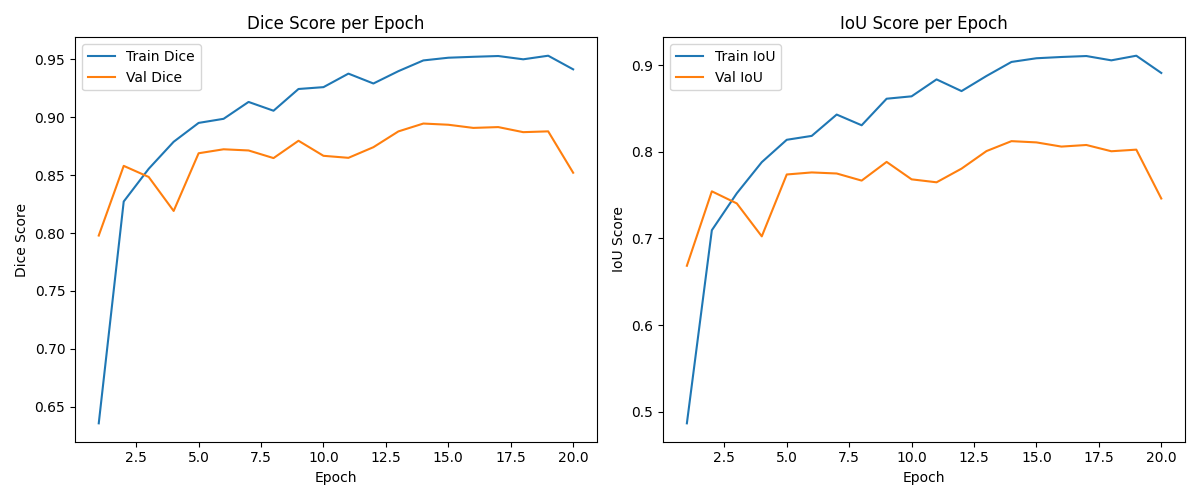 Dice Score per Epoch
Train Dice
Val Dice
Dice Score
0.95
0.90
0.85
0.80
0.75
0.70
0.65
2.5 5.0 7.5 10.0 12.5 15.0 17.5 20.0
Epoch
IoU Score per Epoch
Train IoU
Val IoU
IoU Score
0.9
0.8
0.7
0.6
0.5
2.5 5.0 7.5 10.0 12.5 15.0 17.5 20.0
Epoch